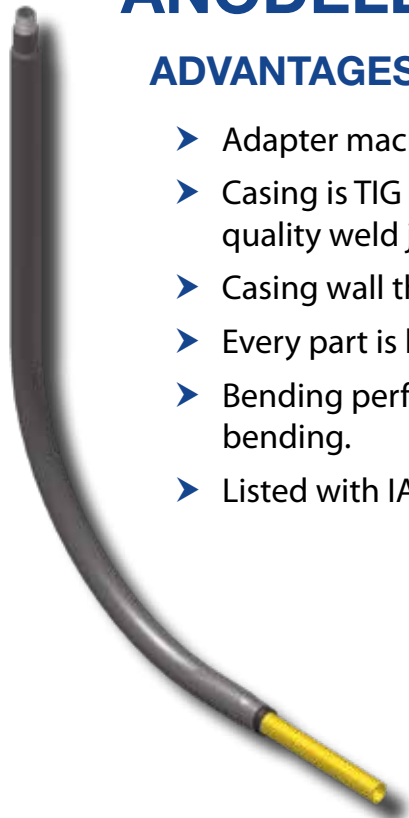 ADVANTAGES
Adapter mac
Casing is TIG
quality weld j
Casing wall th
Every part is
Bending perf
bending.
Listed with IA